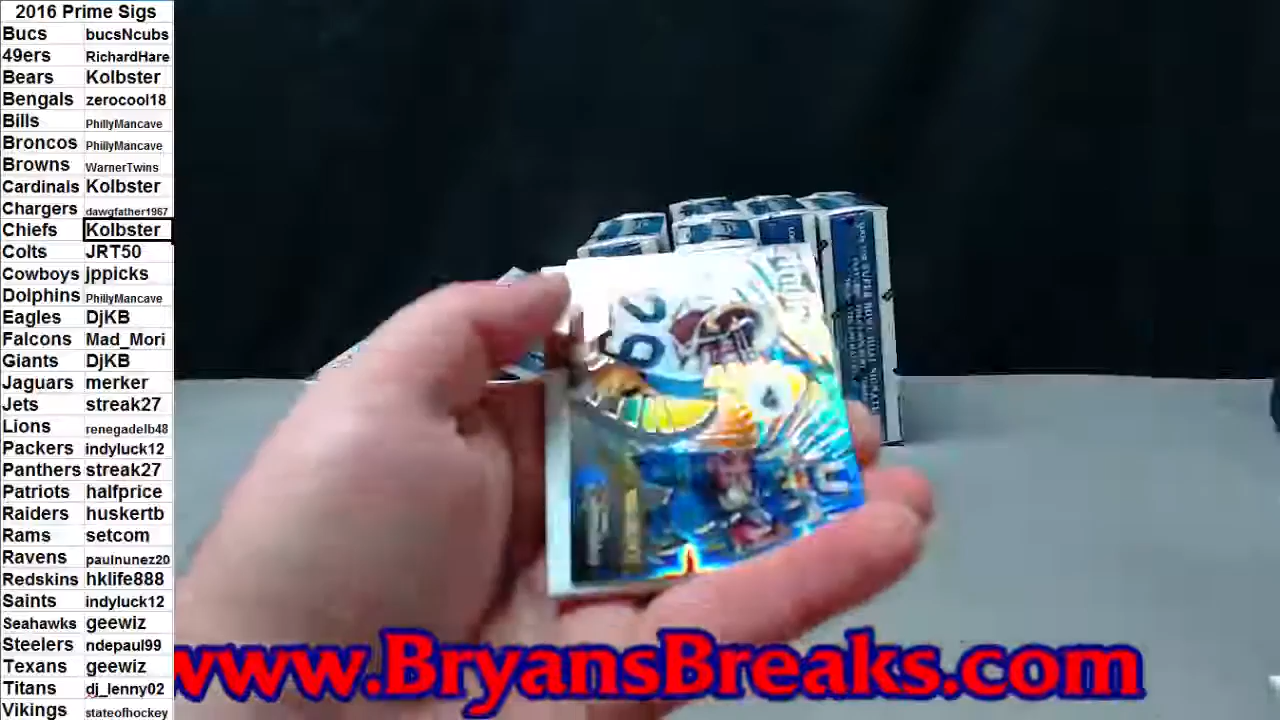 2016 Prime Sigs
Bucs bucsNcubs
49ers RichardHare
Bears Kolbster
Bengals zerocool18
Bills PhillyMancave
Broncos PhillyMancave
Browns WarnerTwins
Cardinals Kolbster
Chargers dawgfather1967
Chiefs Kolbster
Colts JRT50
Cowboys jppicks
Dolphins PhillyMancave
Eagles DjKB
Falcons Mad_Mori
Giants DjKB
Jaguars merker
Jets streak27
Lions renegadelb48
Packers indyluck12
Panthers streak27
Patriots halfprice
Raiders huskertb
Rams setcom
Ravens paulnunez20
Redskins hklife888
Saints indyluck12
Seahawks geewiz
Steelers ndepaul99
Texans geewiz
Titans dj_lenny02
Vikings stateofhockey
29
www.BryansBreaks.com